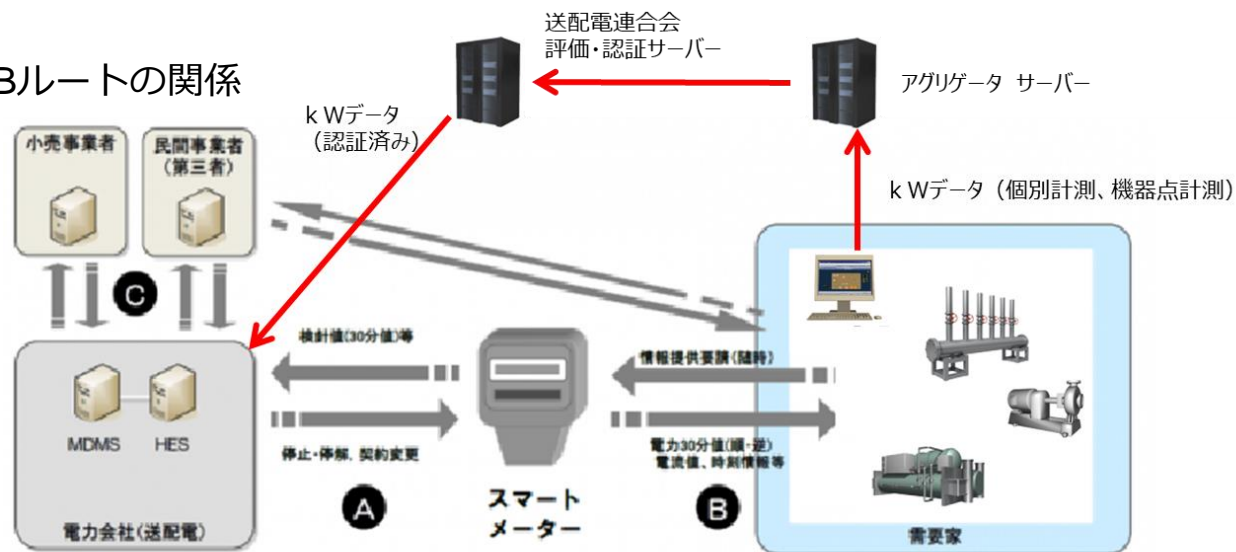 Bルートの関係
送配電連合会
評価・認証サーバー
アグリゲータ サーバー
ｋWデータ
（認証済み）
ｋWデータ（個別計測、機器点計測）
小売事業者
民間事業者
（第三者）
C
検針値(30分値)等
情報提供要請(随時)
MDMS
HES
停止・停解、契約変更
電力30分値(順・逆)
電流値、時刻情報等
A
スマート
メーター
B
電力会社(送配電)
需要家